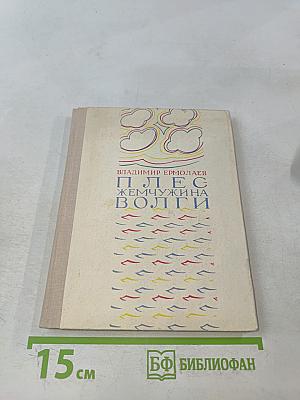 ВЛАДИМИР ЕРМОЛАЕВ
ПЛЕС
ЖЕМЧУЖИНА
ВОЛГИ
15 см
БФ БИБЛИОФАН